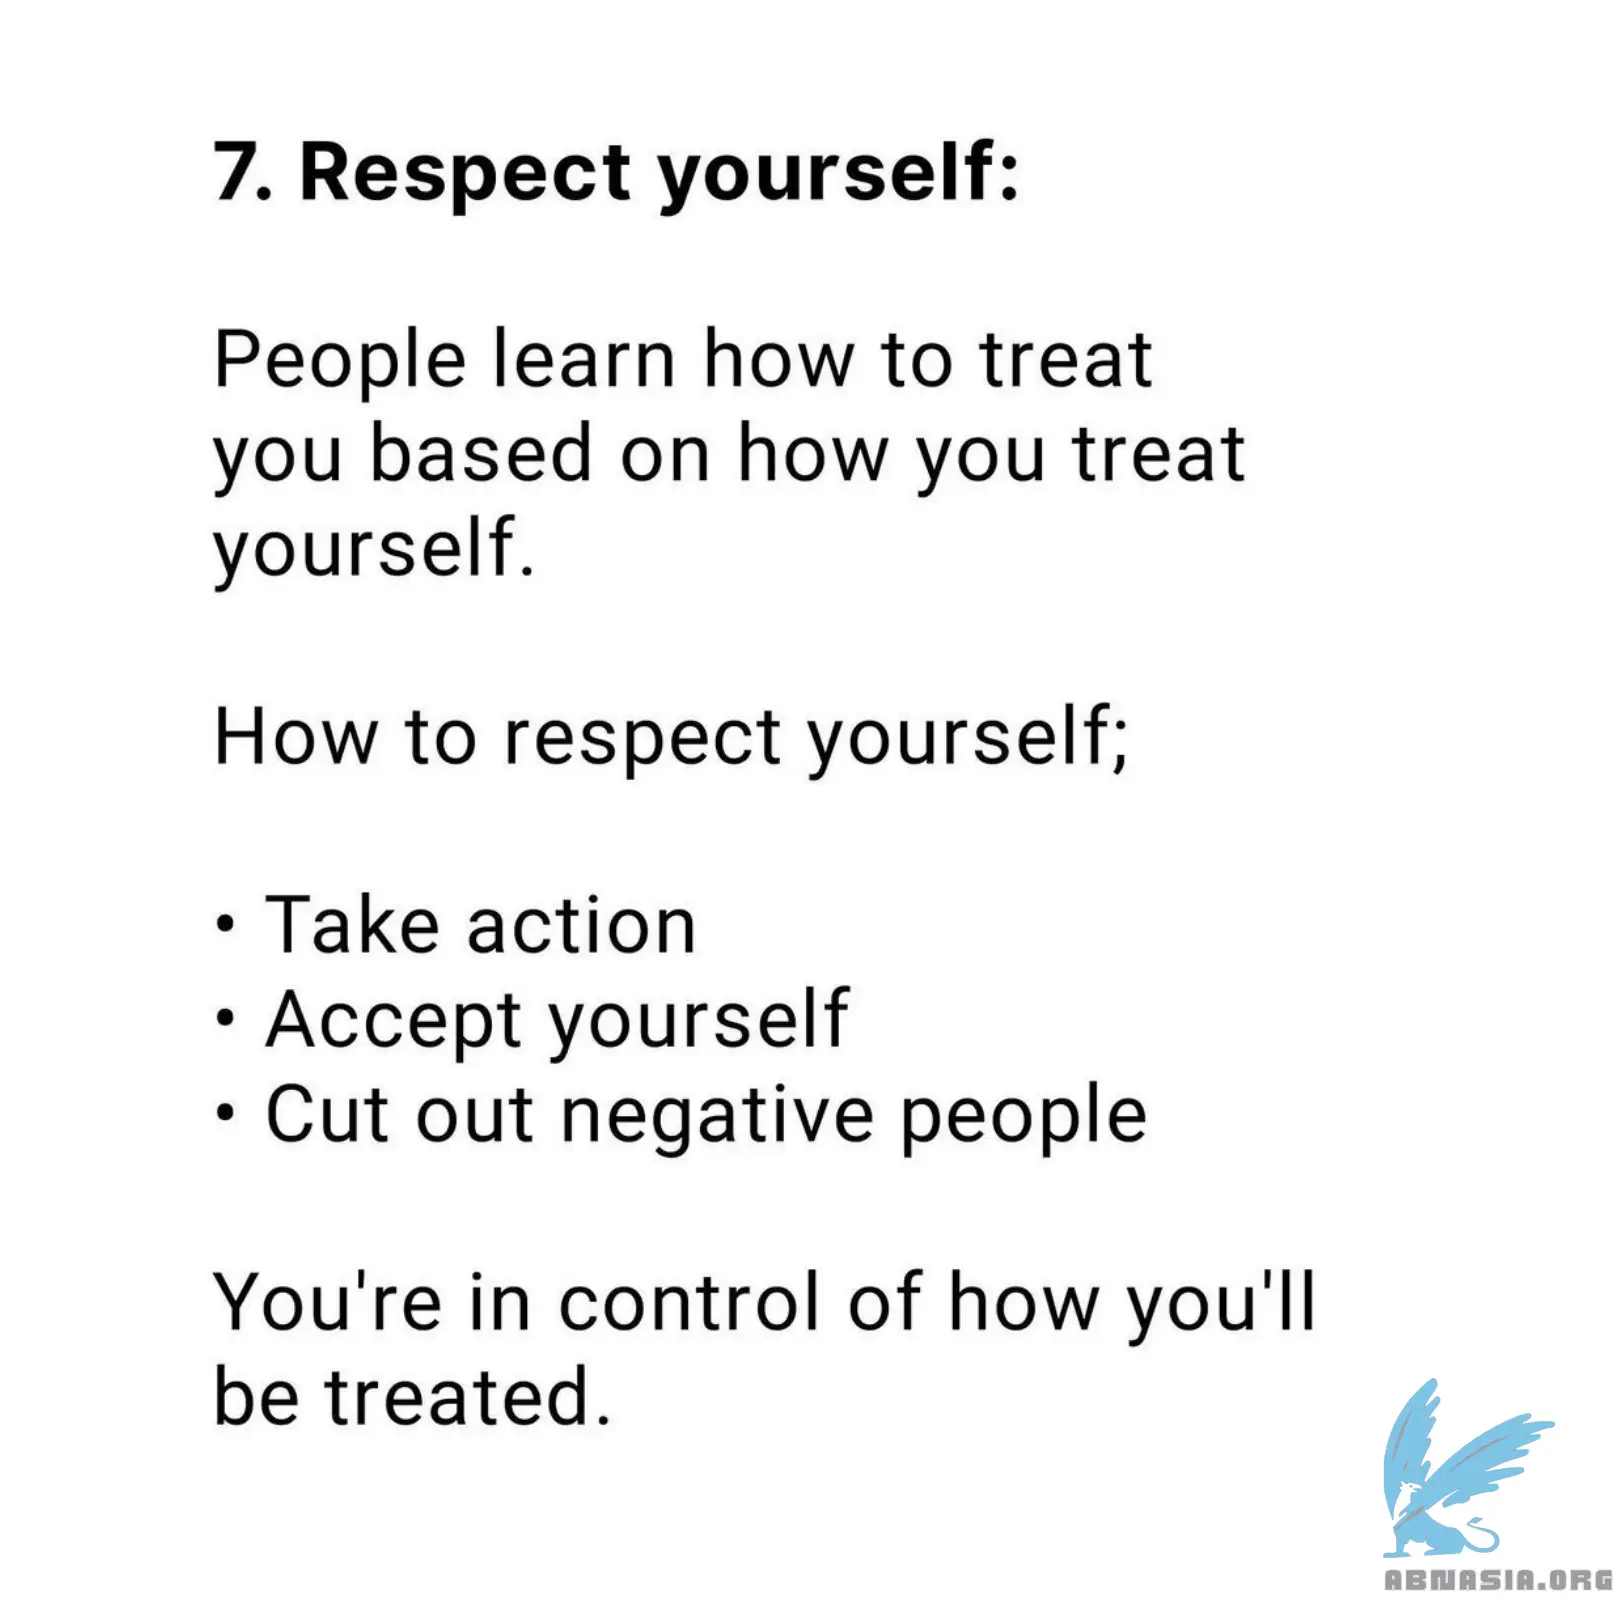 7. Respect yourself:
People learn how to treat
you based on how you treat
yourself.
How to respect yourself;
• Take action
• Accept yourself
• Cut out negative people
You're in control of how you'll
be treated.
ABNASIA.ORG